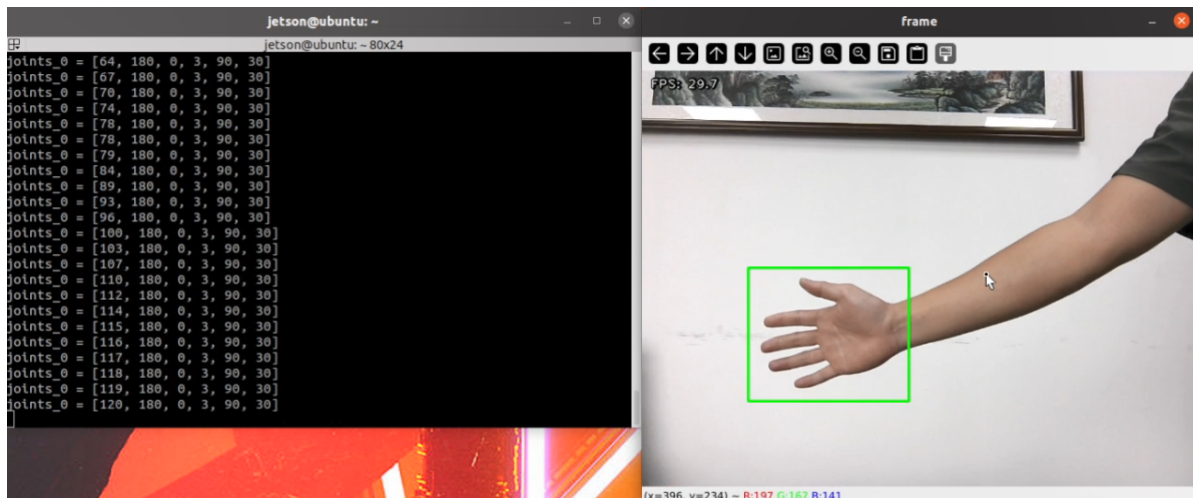 jetson@ubuntu: ~
jetson@ubuntu: ~ 80x24
joints_0 = [64, 180, 0, 3, 90, 30]
joints_0 = [67, 180, 0, 3, 90, 30]
joints_0 = [70, 180, 0, 3, 90, 30]
joints_0 = [74, 180, 0, 3, 90, 30]
joints_0 = [78, 180, 0, 3, 90, 30]
joints_0 = [78, 180, 0, 3, 90, 30]
joints_0 = [79, 180, 0, 3, 90, 30]
joints_0 = [84, 180, 0, 3, 90, 30]
joints_0 = [89, 180, 0, 3, 90, 30]
joints_0 = [93, 180, 0, 3, 90, 30]
joints_0 = [96, 180, 0, 3, 90, 30]
joints_0 = [100, 180, 0, 3, 90, 30]
joints_0 = [103, 180, 0, 3, 90, 30]
joints_0 = [107, 180, 0, 3, 90, 30]
joints_0 = [110, 180, 0, 3, 90, 30]
joints_0 = [112, 180, 0, 3, 90, 30]
joints_0 = [114, 180, 0, 3, 90, 30]
joints_0 = [115, 180, 0, 3, 90, 30]
joints_0 = [116, 180, 0, 3, 90, 30]
joints_0 = [117, 180, 0, 3, 90, 30]
joints_0 = [118, 180, 0, 3, 90, 30]
joints_0 = [119, 180, 0, 3, 90, 30]
joints_0 = [120, 180, 0, 3, 90, 30]
frame
FPS: 29.7
(x=396, y=234) ~ R:197 G:162 B:141